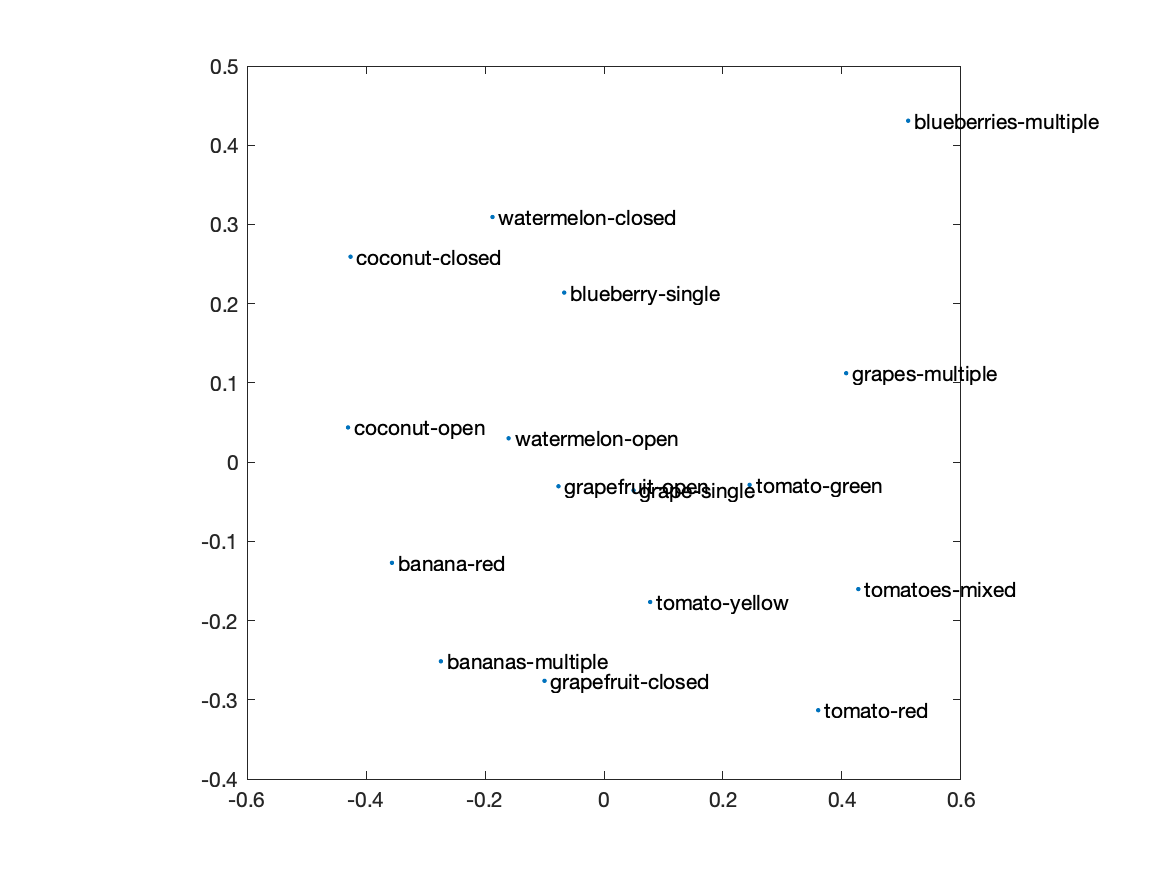 0.5
blueberries-multiple
0.4
watermelon-closed
0.3
coconut-closed
blueberry-single
0.2
grapes-multiple
0.1
coconut-open
watermelon-open
0
grapefruit-open
grape-single
tomato-green
-0.1
banana-red
tomatoes-mixed
tomato-yellow
-0.2
bananas-multiple
grapefruit-closed
-0.3
tomato-red
-0.4
-0.6 -0.4 -0.2 0 0.2 0.4 0.6